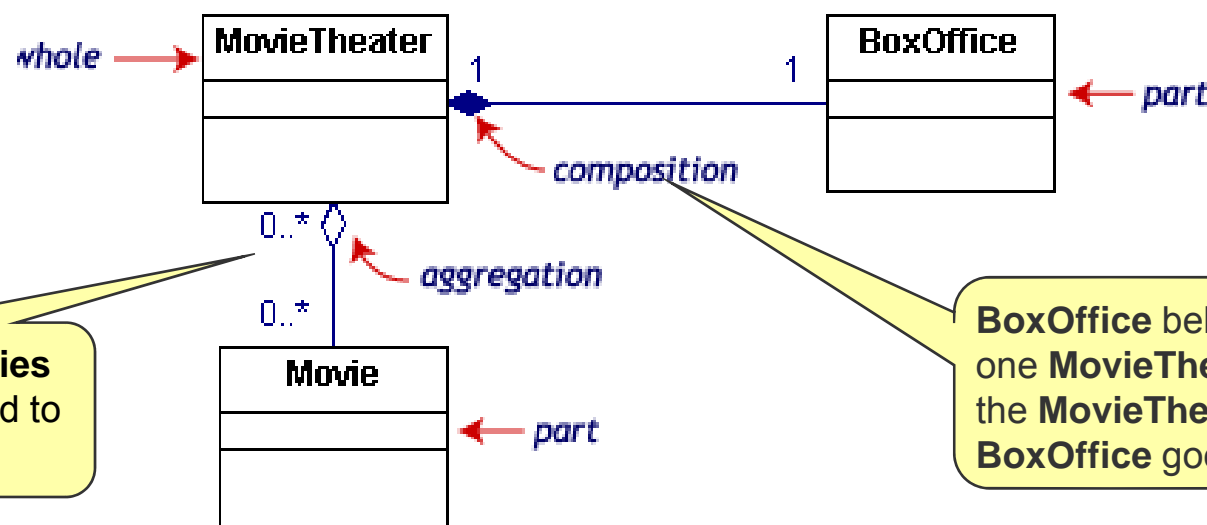 whole
MovieTheater
1
1
BoxOffice
part
composition
0..*
aggregation
0..*
Movie
part
ies
d to
BoxOffice bel
one MovieThe
the MovieThe
BoxOffice goe